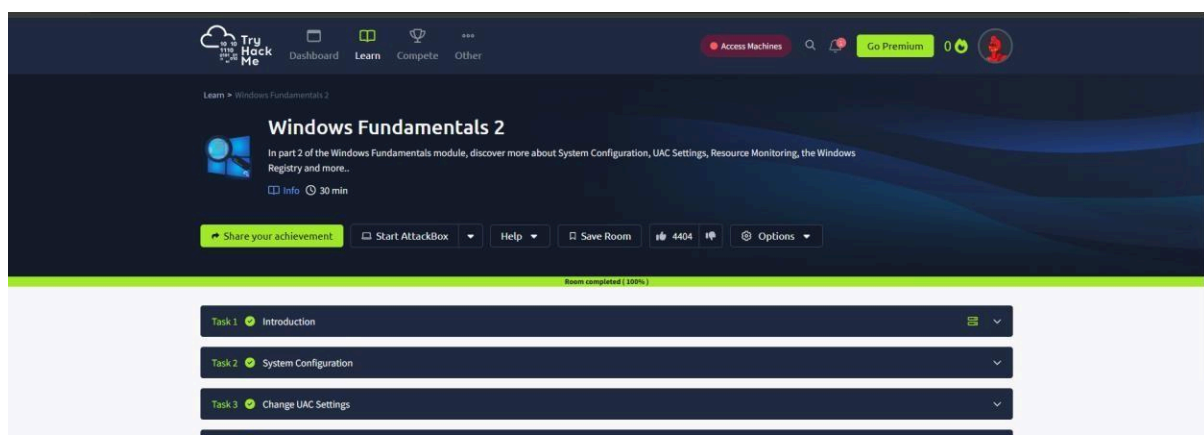 Try
Hack
Me
Dashboard
Learn
Compete
Other
Access Machines
Go Premium
0
Learn > Windows Fundamentals 2
Windows Fundamentals 2
In part 2 of the Windows Fundamentals module, discover more about System Configuration, UAC Settings, Resource Monitoring, the Windows
Registry and more..
Info 30 min
Share your achievement
Start AttackBox
Help
Save Room
4404
Options
Room completed ( 100% )
Task 1 Introduction
Task 2 System Configuration
Task 3 Change UAC Settings